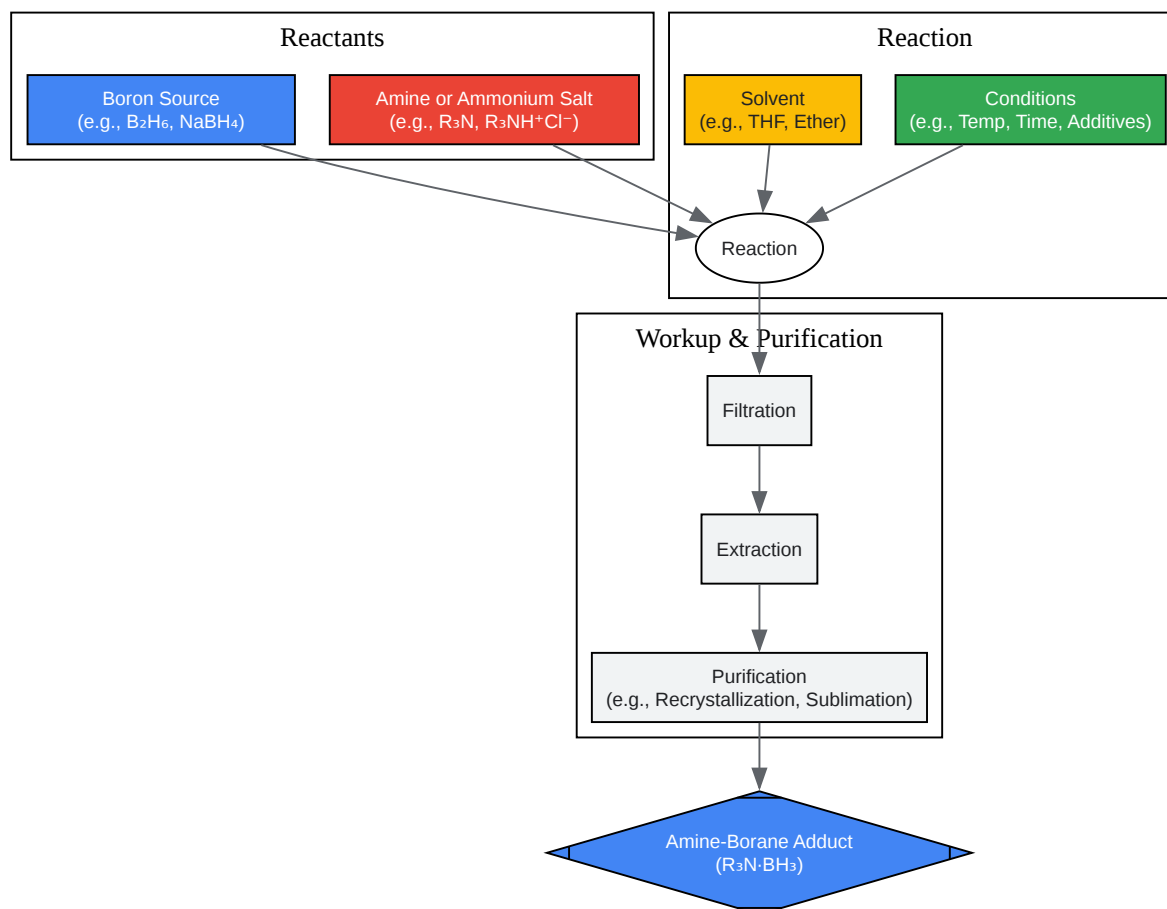 Reactants
Boron Source
(e.g., B₂H₆, NaBH₄)
Amine or Ammonium Salt
(e.g., R₃N, R₃NH⁺Cl⁻)
Reaction
Solvent
(e.g., THF, Ether)
Conditions
(e.g., Temp, Time, Additives)
Reaction
Workup & Purification
Filtration
Extraction
Purification
(e.g., Recrystallization, Sublimation)
Amine-Borane Adduct
(R₃N·BH₃)